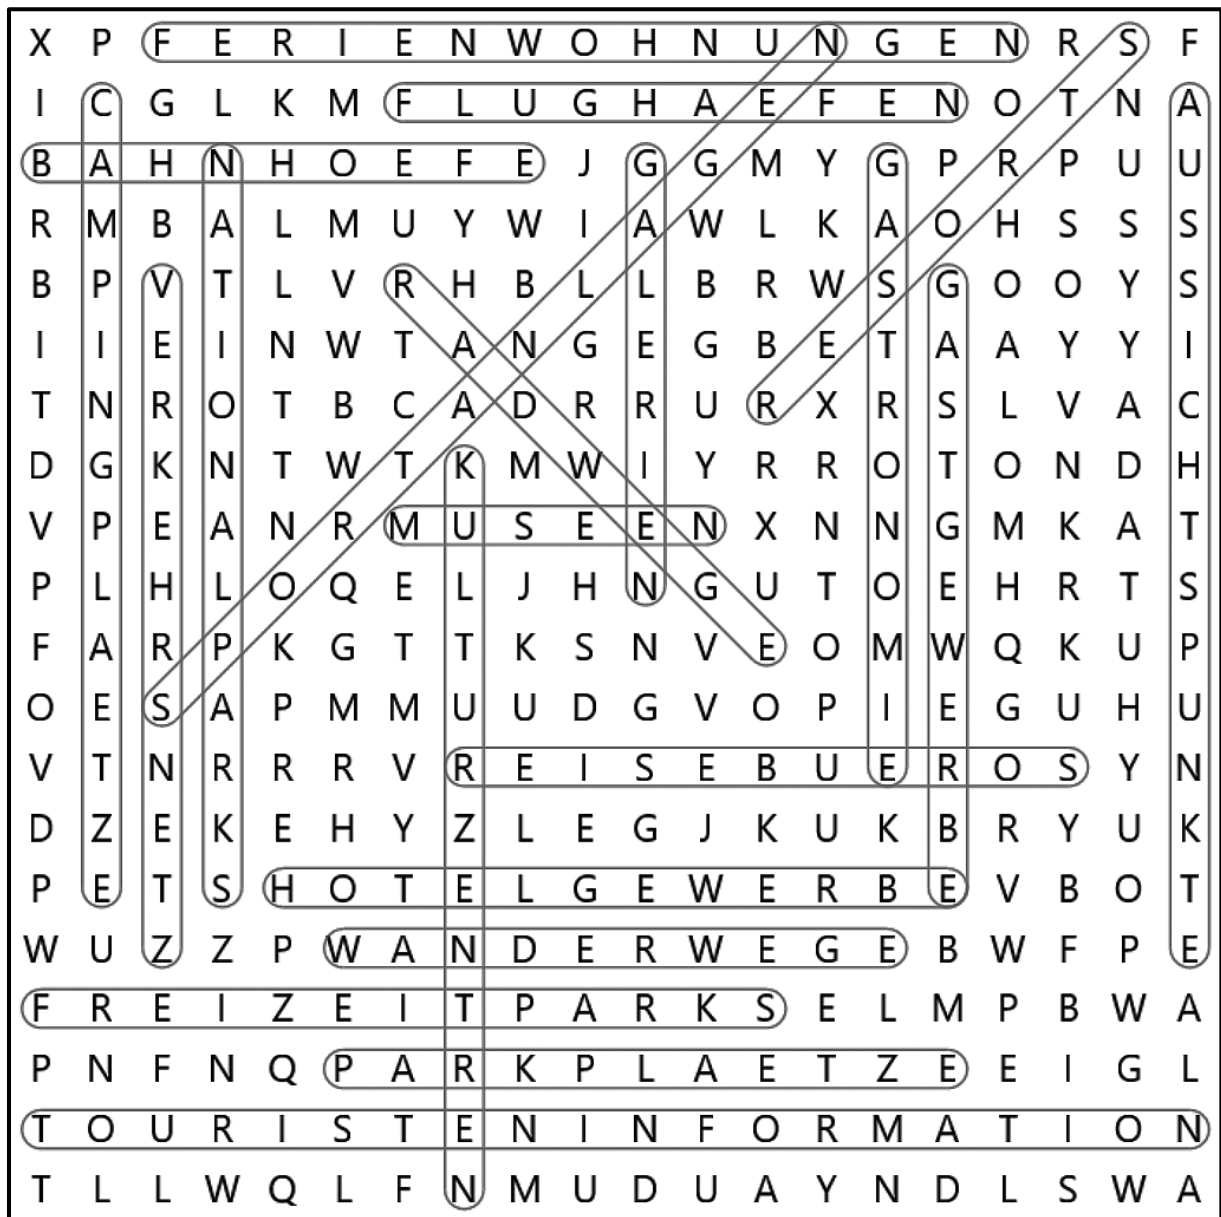 X P F E R I E N W O H N U N G E N R S F
I C G L K M F L U G H A E F E N O T N A
B A H N H O E F E J G G M Y G P R P U U
R M B A L M U Y W I A W L K A O H S S S
B P V T L V R H B L L B R W S G O O Y S
I I E I N W T A N G E G B E T A A Y Y I
T N R O T B C A D R R U R X R S L V A C
D G K N T W T K M W I Y R R O T O N D H
V P E A N R M U S E E N X N N G M K A T
P L H L O Q E L J H N G U T O E H R T S
F A R P K G T T K S N V E O M W Q K U P
O E S A P M M U U D G V O P I E G U H U
V T N R R R V R E I S E B U E R O S Y N
D Z E K E H Y Z L E G J K U K B R Y U K
P E T S H O T E L G E W E R B E V B O T
W U Z Z P W A N D E R W E G E B W F P E
F R E I Z E I T P A R K S E L M P B W A
P N F N Q P A R K P L A E T Z E E I G L
T O U R I S T E N I N F O R M A T I O N
T L L W Q L F N M U D U A Y N D L S W A